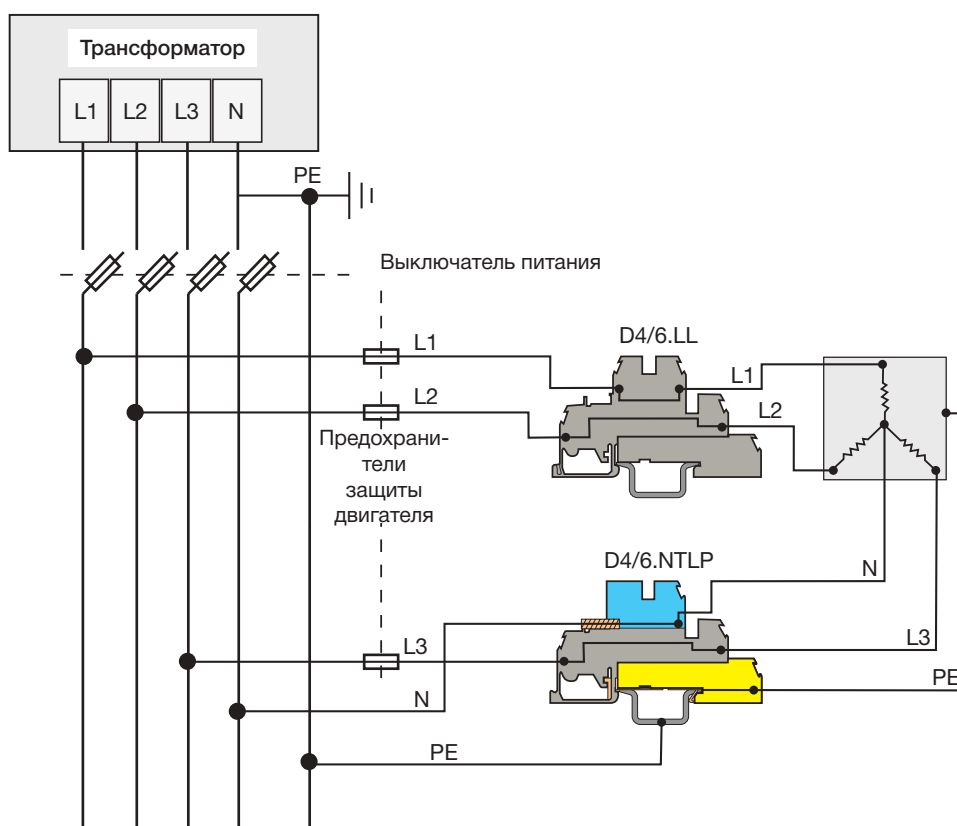 Трансформатор
L1 L2 L3 N
PE
Выключатель питания
L1
D4/6.LL
L1
L2
L2
Предохрани-
тели
защиты
двигателя
D4/6.NTLP
N
L3
L3
N
PE
PE